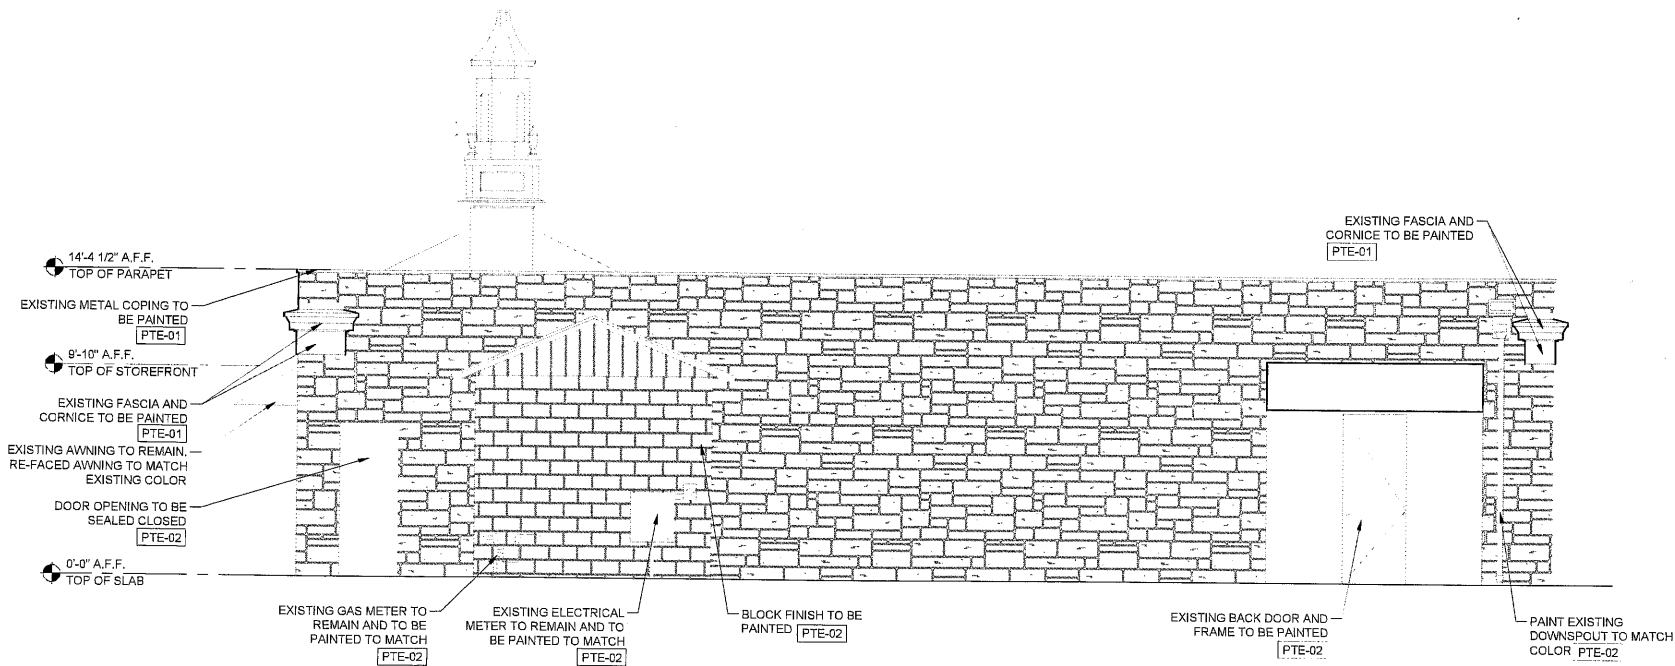 14'-4 1/2" A.F.F.
TOP OF PARAPET
EXISTING METAL COPING TO
BE PAINTED
PTE-01
9'-10" A.F.F.
TOP OF STOREFRONT
EXISTING FASCIA AND
CORNICE TO BE PAINTED
PTE-01
EXISTING AWNING TO REMAIN.
RE-FACED AWNING TO MATCH
EXISTING COLOR
DOOR OPENING TO BE
SEALED CLOSED
PTE-02
0'-0" A.F.F.
TOP OF SLAB
EXISTING GAS METER TO
REMAIN AND TO BE
PAINTED TO MATCH
PTE-02
EXISTING ELECTRICAL
METER TO REMAIN AND TO
BE PAINTED TO MATCH
PTE-02
BLOCK FINISH TO BE
PAINTED PTE-02
EXISTING FASCIA AND
CORNICE TO BE PAINTED
PTE-01
EXISTING BACK DOOR AND
FRAME TO BE PAINTED
PTE-02
PAINT EXISTING
DOWNSPOUT TO MATCH
COLOR PTE-02